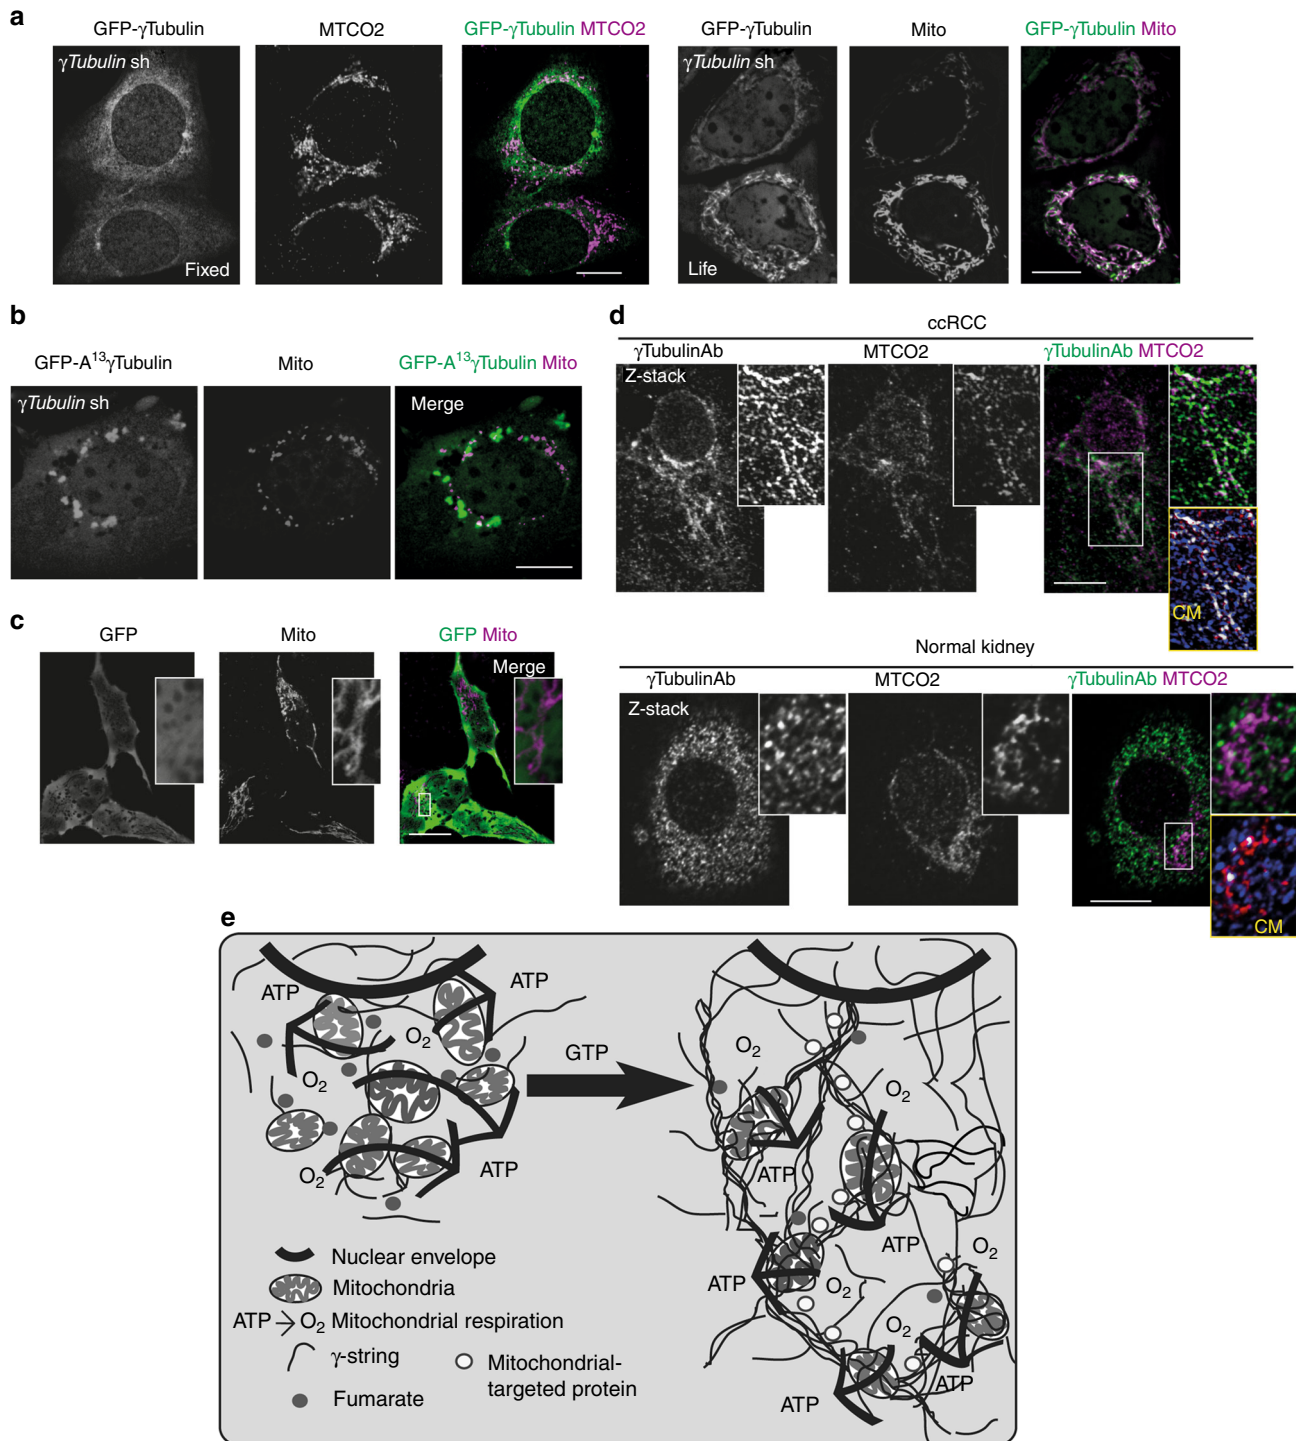 a
GFP-γTubulin
MTCO2
GFP-γTubulin MTCO2
GFP-γTubulin
Mito
GFP-γTubulin Mito
γTubulin sh
Fixed
γTubulin sh
Life
b
GFP-A¹³γTubulin
Mito
GFP-A¹³γTubulin Mito
γTubulin sh
Merge
c
GFP
Mito
GFP Mito
Merge
d
ccRCC
γTubulinAb
MTCO2
γTubulinAb MTCO2
Z-stack
CM
Normal kidney
γTubulinAb
MTCO2
γTubulinAb MTCO2
Z-stack
CM
e
ATP
ATP
O₂
O₂
O₂
ATP
GTP
O₂
O₂
ATP
ATP
O₂
ATP
O₂
O₂
ATP
ATP
Nuclear envelope
Mitochondria
ATP → O₂ Mitochondrial respiration
γ-string
Fumarate
Mitochondrial-
targeted protein